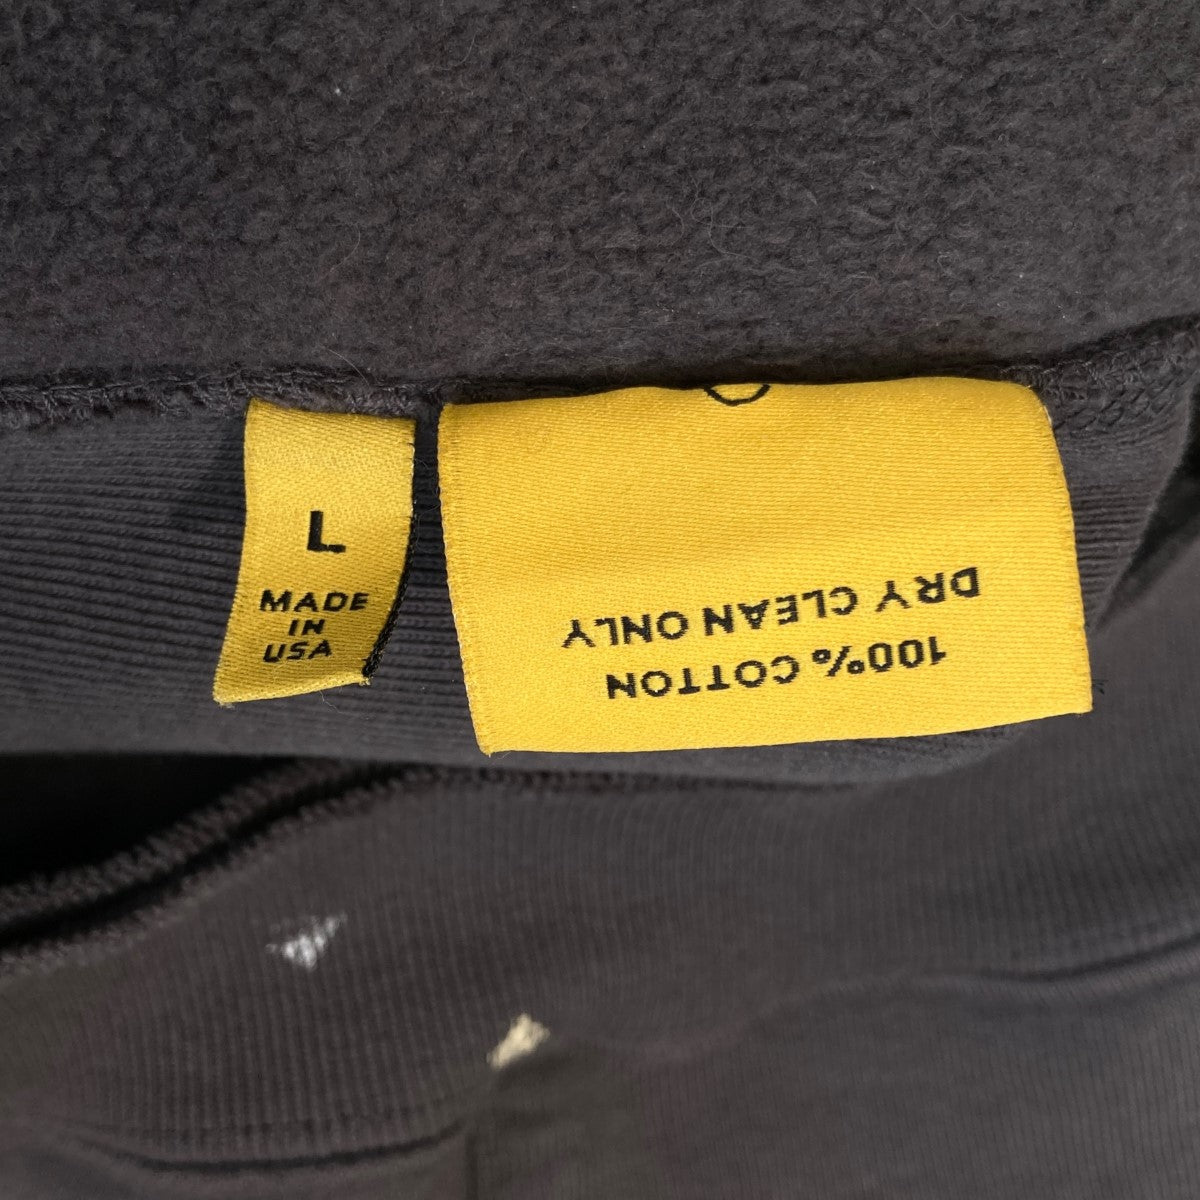 L
MADE
IN
USA
100% COTTON
DRY CLEAN ONLY